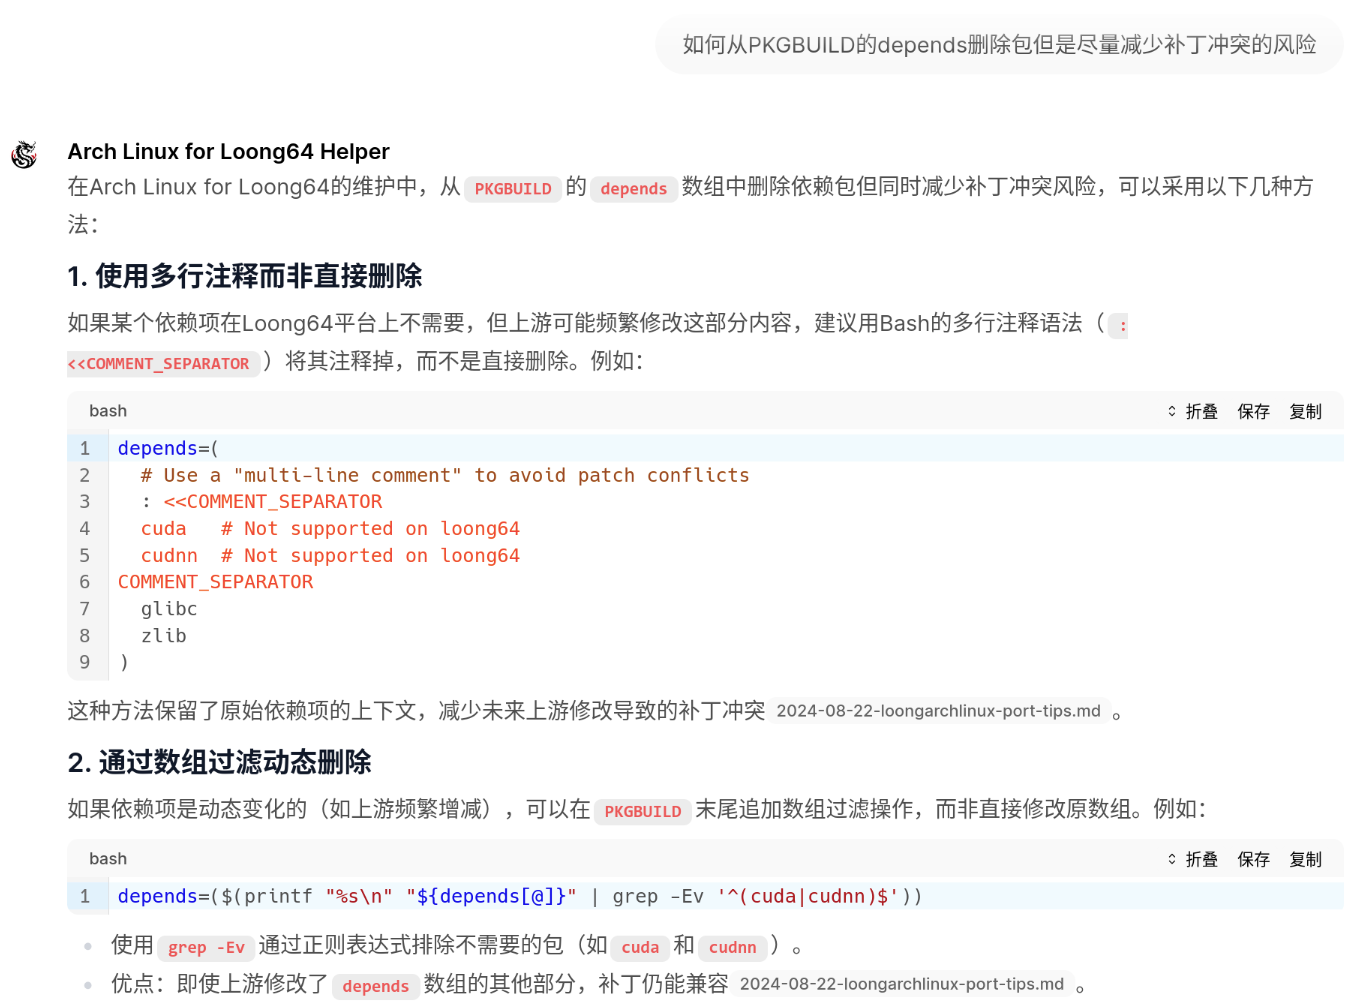 如何从PKGBUILD的depends删除包但是尽量减少补丁冲突的风险
Arch Linux for Loong64 Helper
在Arch Linux for Loong64的维护中，从 PKGBUILD 的 depends 数组中删除依赖包但同时减少补丁冲突风险，可以采用以下几种方
法：
1. 使用多行注释而非直接删除
如果某个依赖项在Loong64平台上不需要，但上游可能频繁修改这部分内容，建议用Bash的多行注释语法（ :
<<COMMENT_SEPARATOR ）将其注释掉，而不是直接删除。例如：
bash 折叠 保存 复制
1 depends=(
2   # Use a "multi-line comment" to avoid patch conflicts
3   : <<COMMENT_SEPARATOR
4   cuda   # Not supported on loong64
5   cudnn  # Not supported on loong64
6 COMMENT_SEPARATOR
7   glibc
8   zlib
9 )
这种方法保留了原始依赖项的上下文，减少未来上游修改导致的补丁冲突 2024-08-22-loongarchlinux-port-tips.md 。
2. 通过数组过滤动态删除
如果依赖项是动态变化的（如上游频繁增减），可以在 PKGBUILD 末尾追加数组过滤操作，而非直接修改原数组。例如：
bash 折叠 保存 复制
1 depends=($(printf "%s\n" "${depends[@]}" | grep -Ev '^(cuda|cudnn)$'))
• 使用 grep -Ev 通过正则表达式排除不需要的包（如 cuda 和 cudnn ）。
• 优点：即使上游修改了 depends 数组的其他部分，补丁仍能兼容 2024-08-22-loongarchlinux-port-tips.md 。